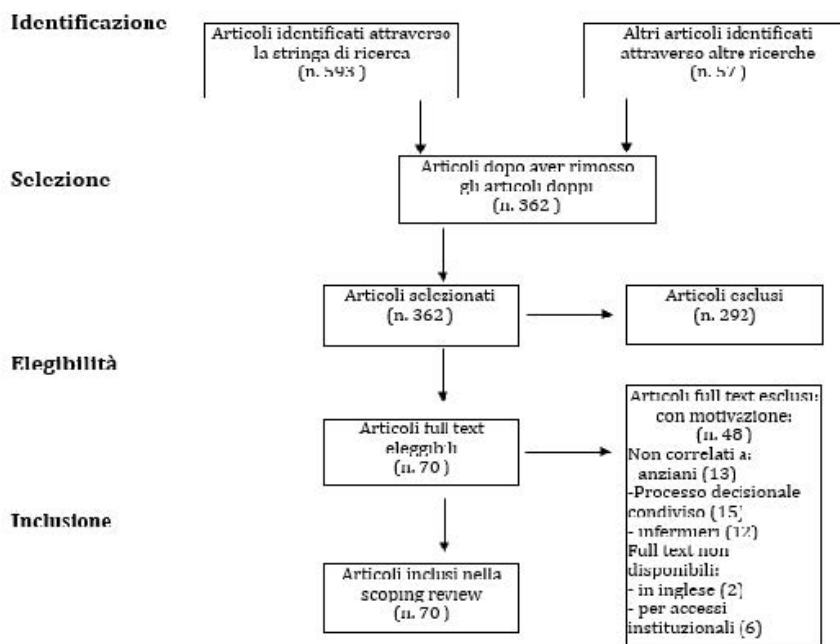 Identificazione
Articoli identificati attraverso
la stringa di ricerca
(n. 593 )
Altri articoli identificati
attraverso altre ricerche
(n. 57 )
Selezione
Articoli dopo aver rimosso
gli articoli doppi
(n. 362 )
Articoli selezionati
(n. 362 )
Articoli esclusi
(n. 292)
Elegibilità
Articoli full text
eleggibili
(n. 70 )
Articoli full text esclusi
con motivazione:
(n. 48 )
Non correlati a:
anziani (13)
-Processo decisionale
condiviso (15)
- infermieri (12)
Full text non
disponibili:
- in inglese (2)
- per accessi
instituzionali (6)
Inclusione
Articoli inclusi nella
scoping review
(n. 70 )